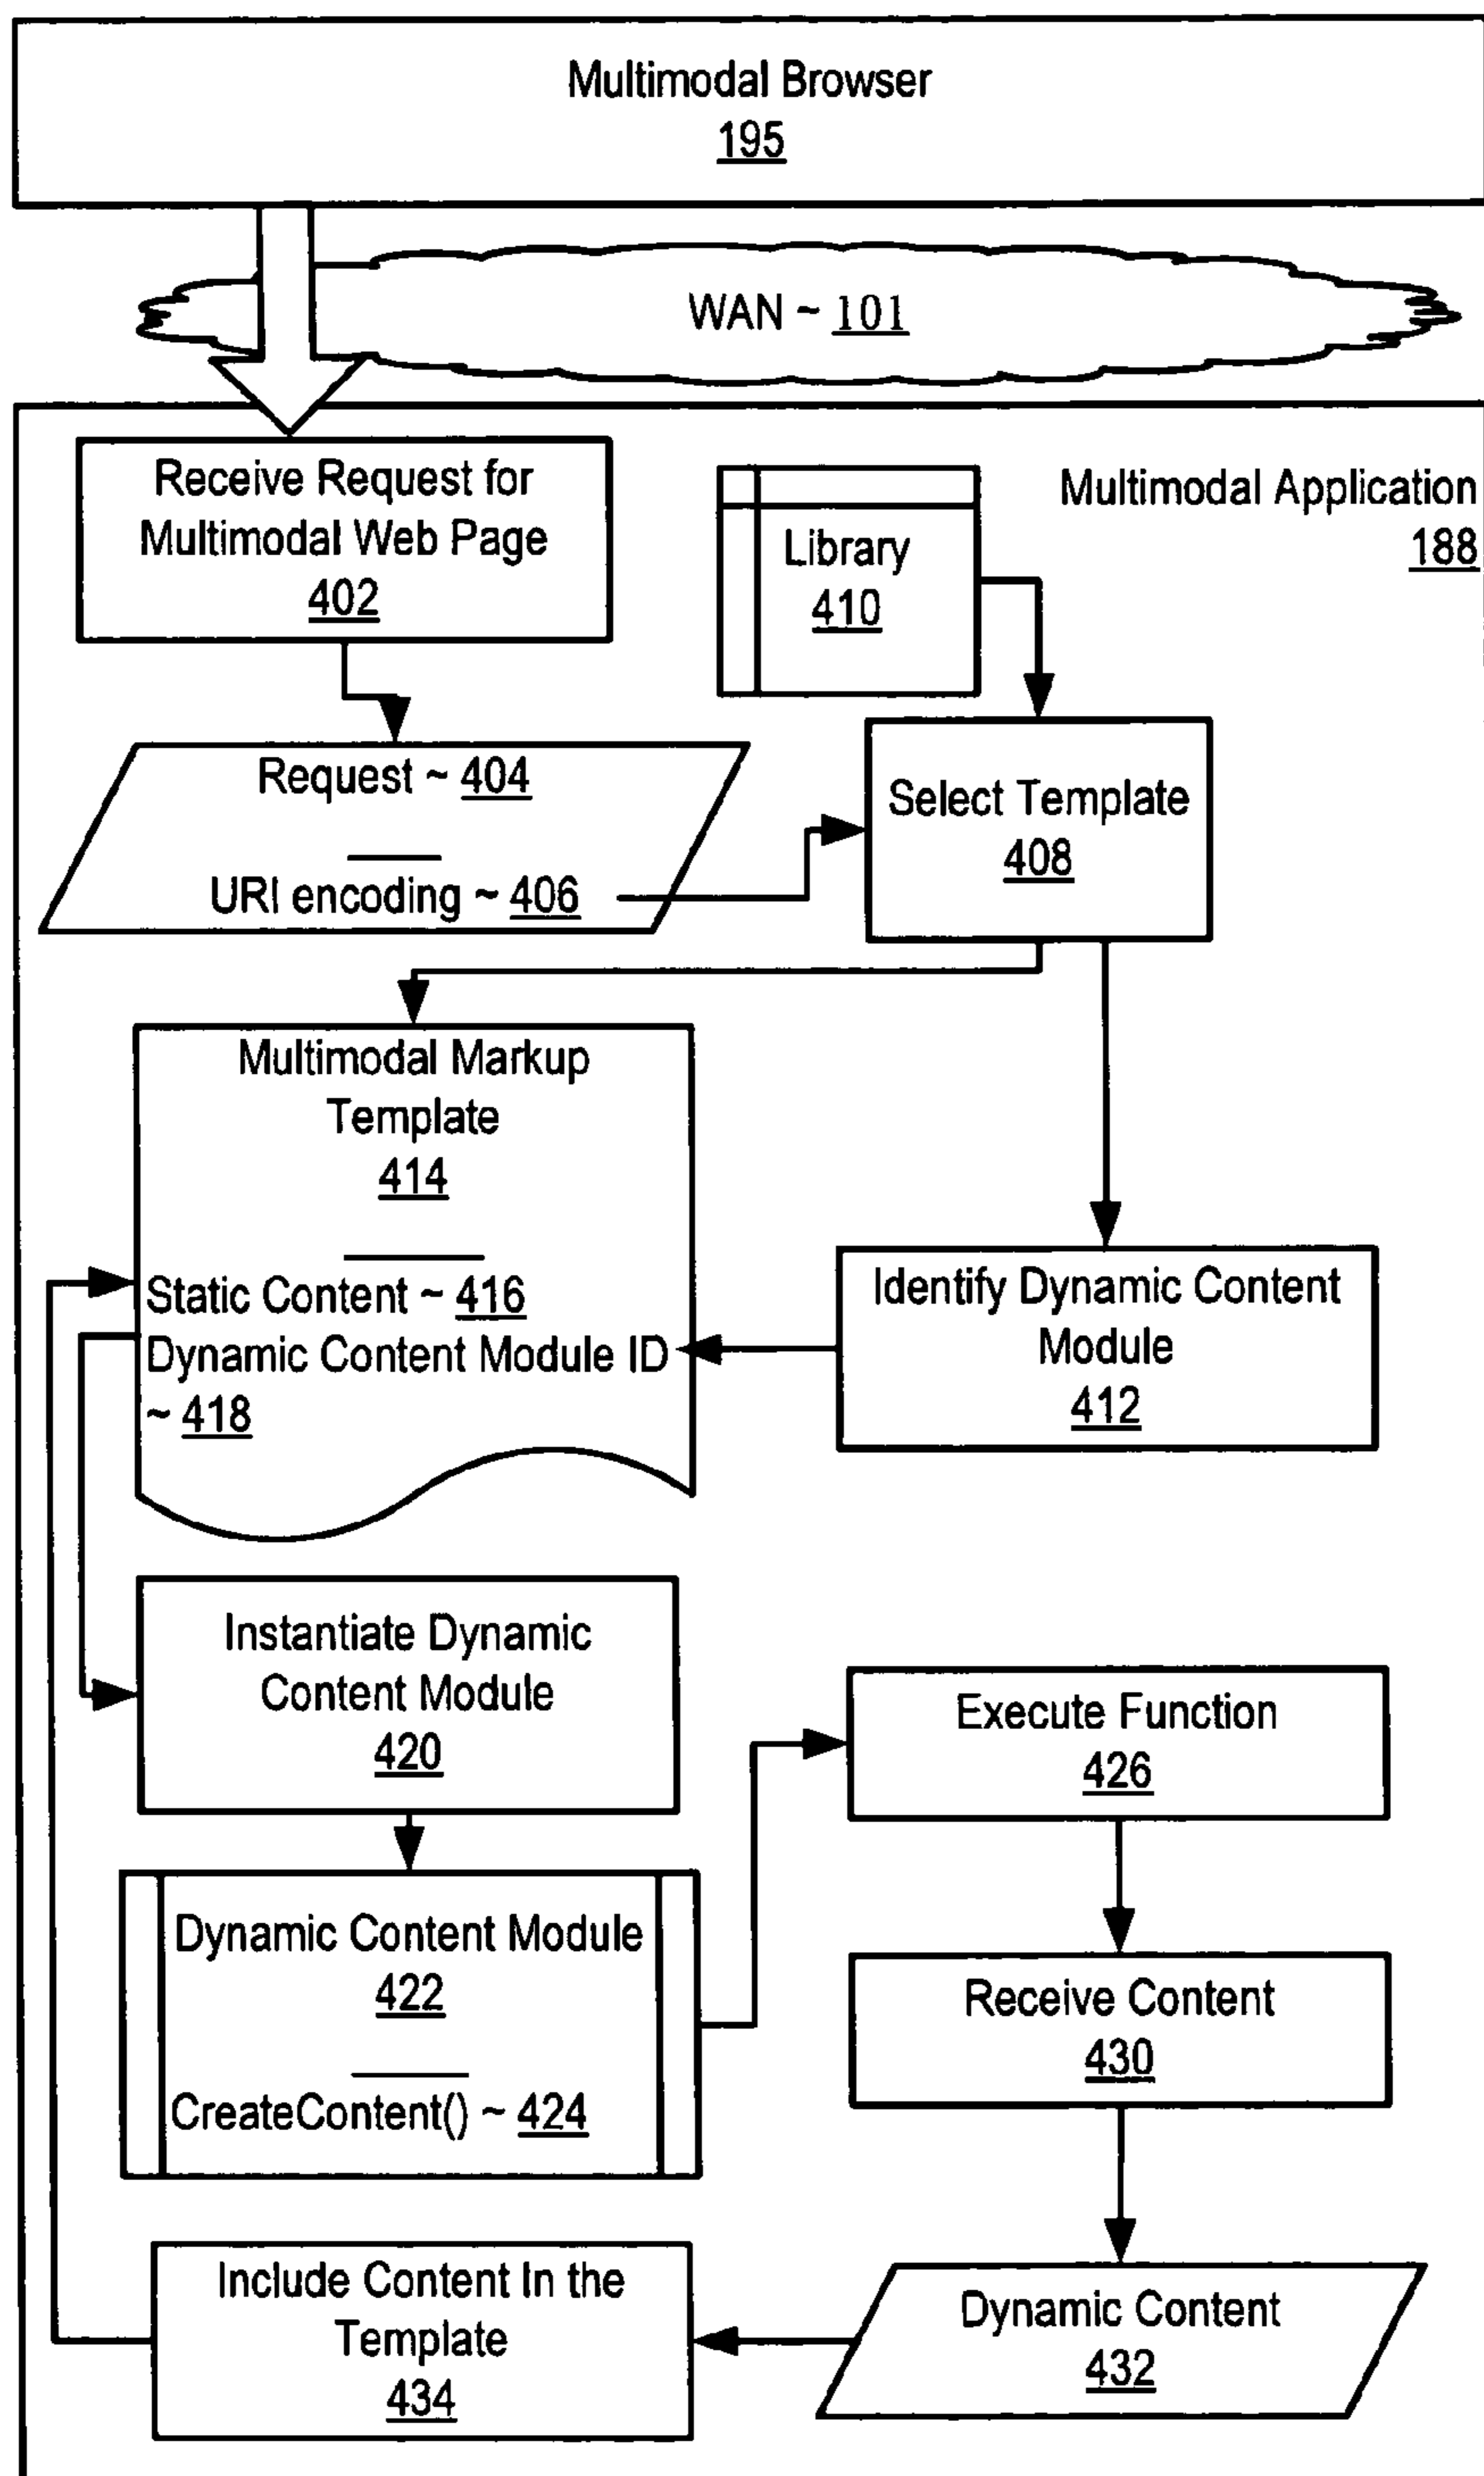 Multimodal Browser
195
WAN ~ 101
Receive Request for
Multimodal Web Page
402
Library
410
Multimodal Application
188
Request ~ 404
URI encoding ~ 406
Select Template
408
Multimodal Markup
Template
414
Static Content ~ 416
Dynamic Content Module ID
~ 418
Identify Dynamic Content
Module
412
Instantiate Dynamic
Content Module
420
Execute Function
426
Dynamic Content Module
422
CreateContent() ~ 424
Receive Content
430
Include Content In the
Template
434
Dynamic Content
432